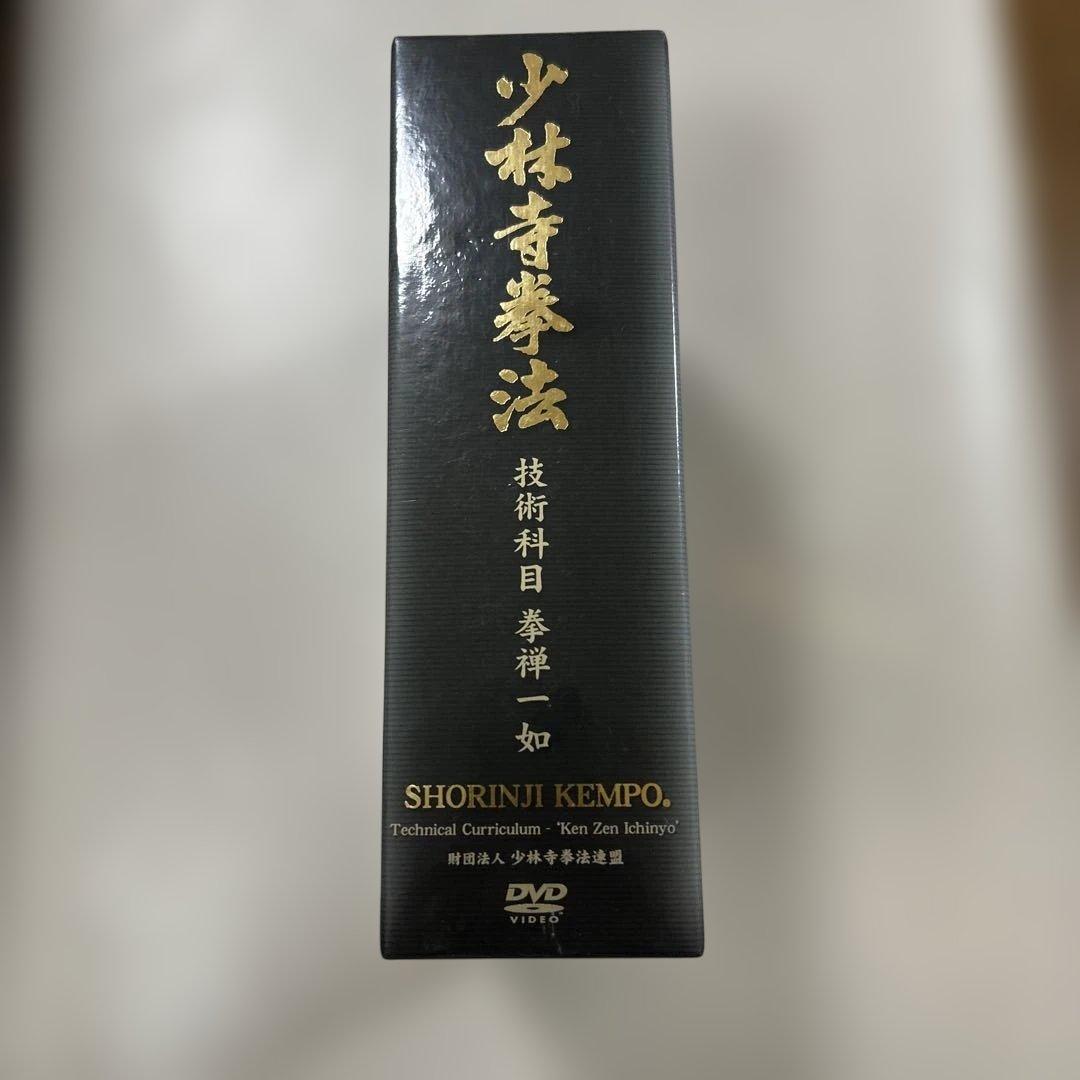 少林寺拳法
技術科目 拳禅一如
SHORINJI KEMPO®
Technical Curriculum - 'Ken Zen Ichinyo'
財団法人 少林寺拳法連盟
DVD
VIDEO™